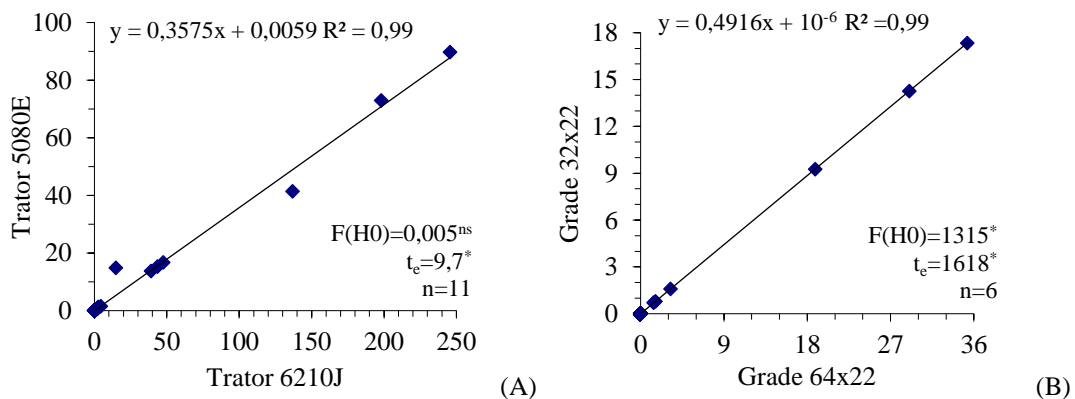 y = 0,3575x + 0,0059 R² = 0,99
100
80
60
40
20
0
Trator 5080E
F(H0)=0,005ⁿˢ
tₑ=9,7*
n=11
0 50 100 150 200 250
Trator 6210J
(A)
y = 0,4916x + 10⁻⁶ R² =0,99
18
15
12
9
6
3
0
Grade 32x22
F(H0)=1315*
tₑ=1618*
n=6
0 9 18 27 36
Grade 64x22
(B)